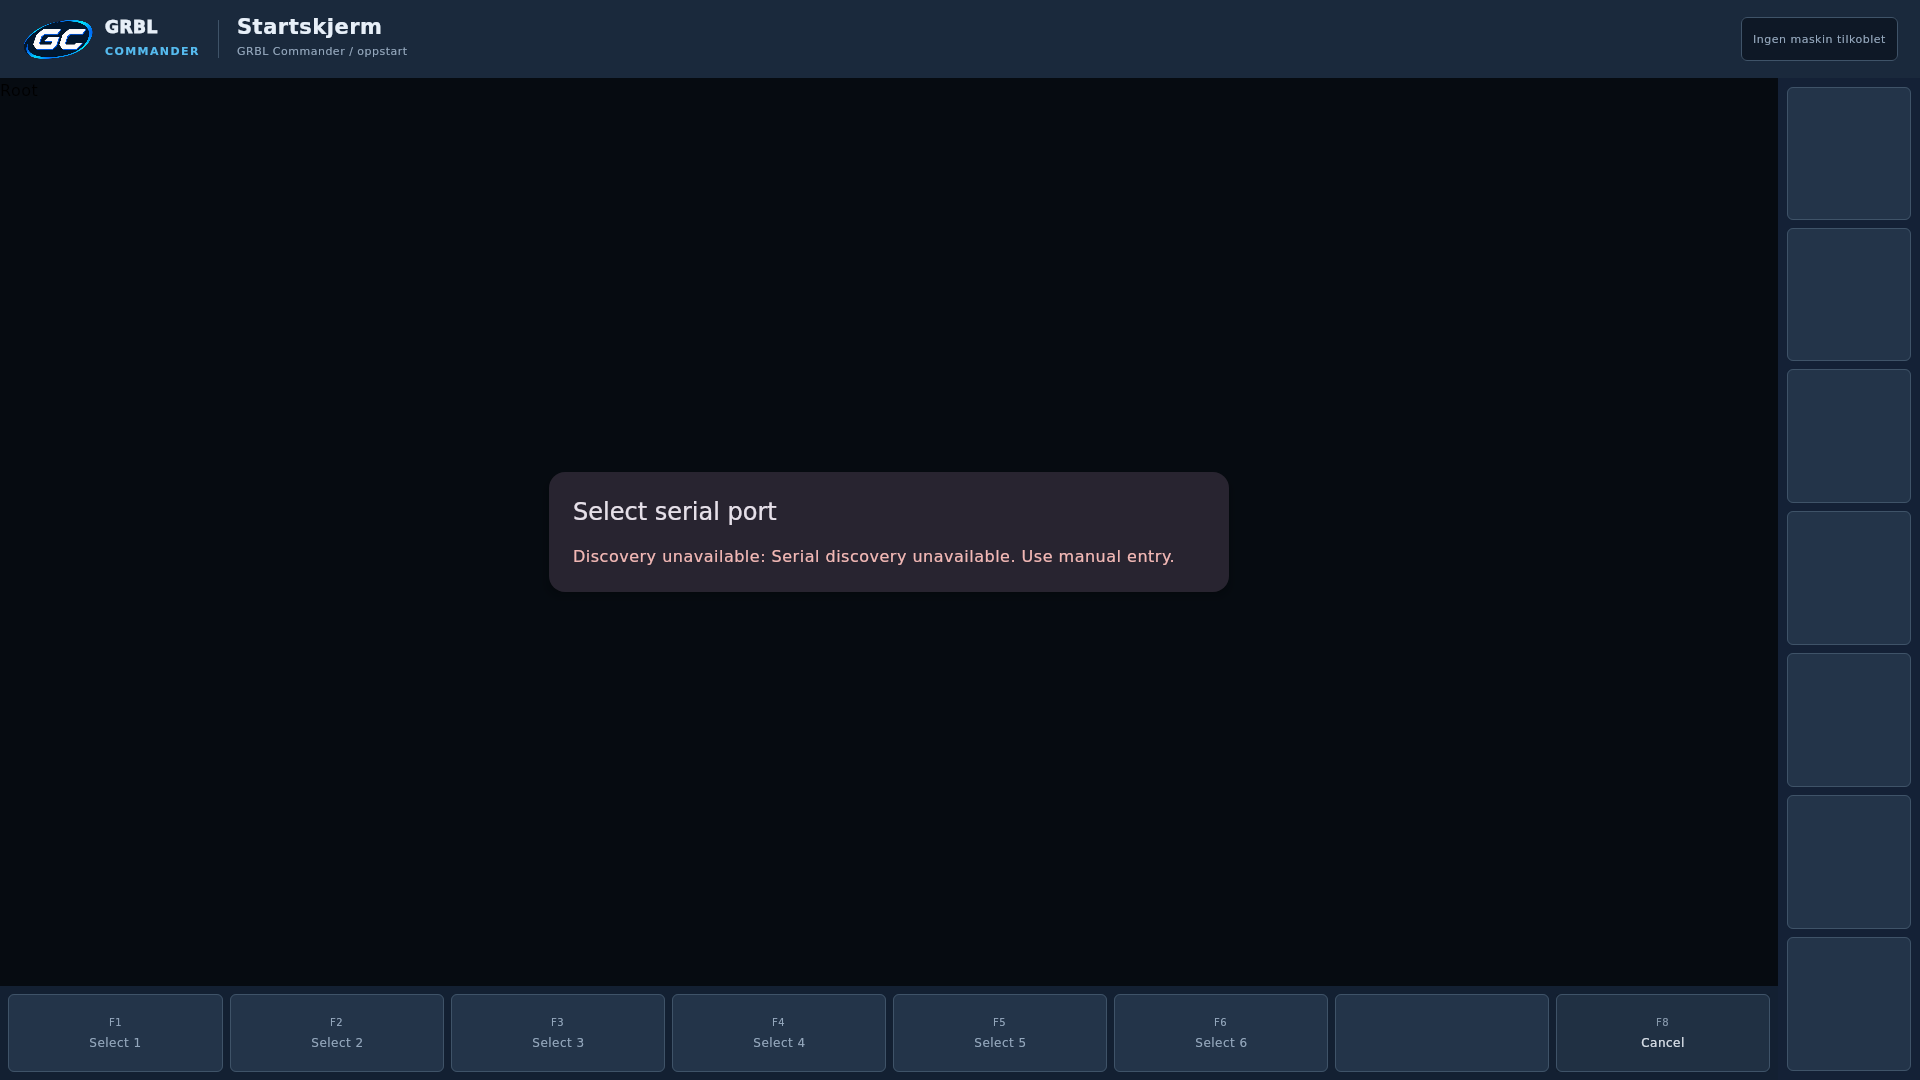 GC
GRBL
COMMANDER
Startskjerm
GRBL Commander / oppstart
Ingen maskin tilkoblet
Root
Select serial port
Discovery unavailable: Serial discovery unavailable. Use manual entry.
F1
Select 1
F2
Select 2
F3
Select 3
F4
Select 4
F5
Select 5
F6
Select 6
F8
Cancel